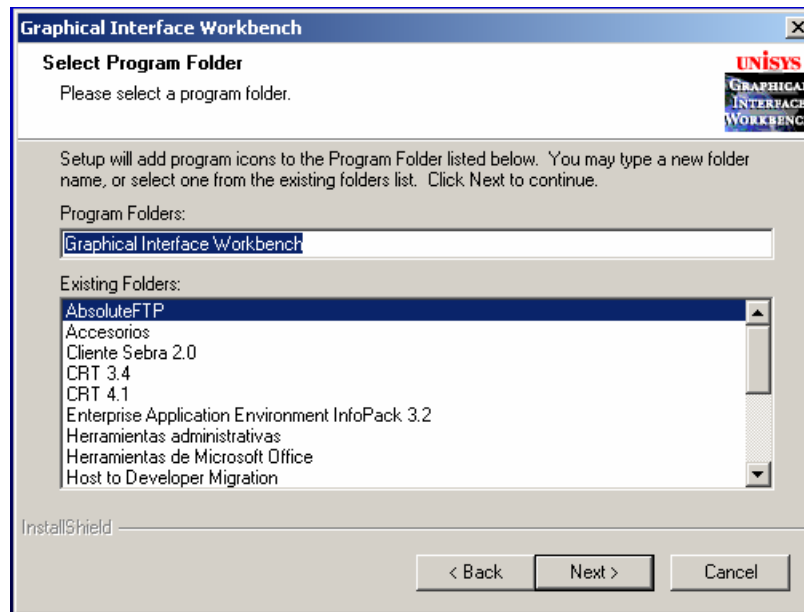 Graphical Interface Workbench
Select Program Folder
Please select a program folder.
UNISYS
GRAPHICAL
INTERFACE
WORKBENC
Setup will add program icons to the Program Folder listed below. You may type a new folder
name, or select one from the existing folders list. Click Next to continue.
Program Folders:
Graphical Interface Workbench
Existing Folders:
AbsoluteFTP
Accesorios
Cliente Sebra 2.0
CRT 3.4
CRT 4.1
Enterprise Application Environment InfoPack 3.2
Herramientas administrativas
Herramientas de Microsoft Office
Host to Developer Migration
InstallShield
< Back
Next >
Cancel